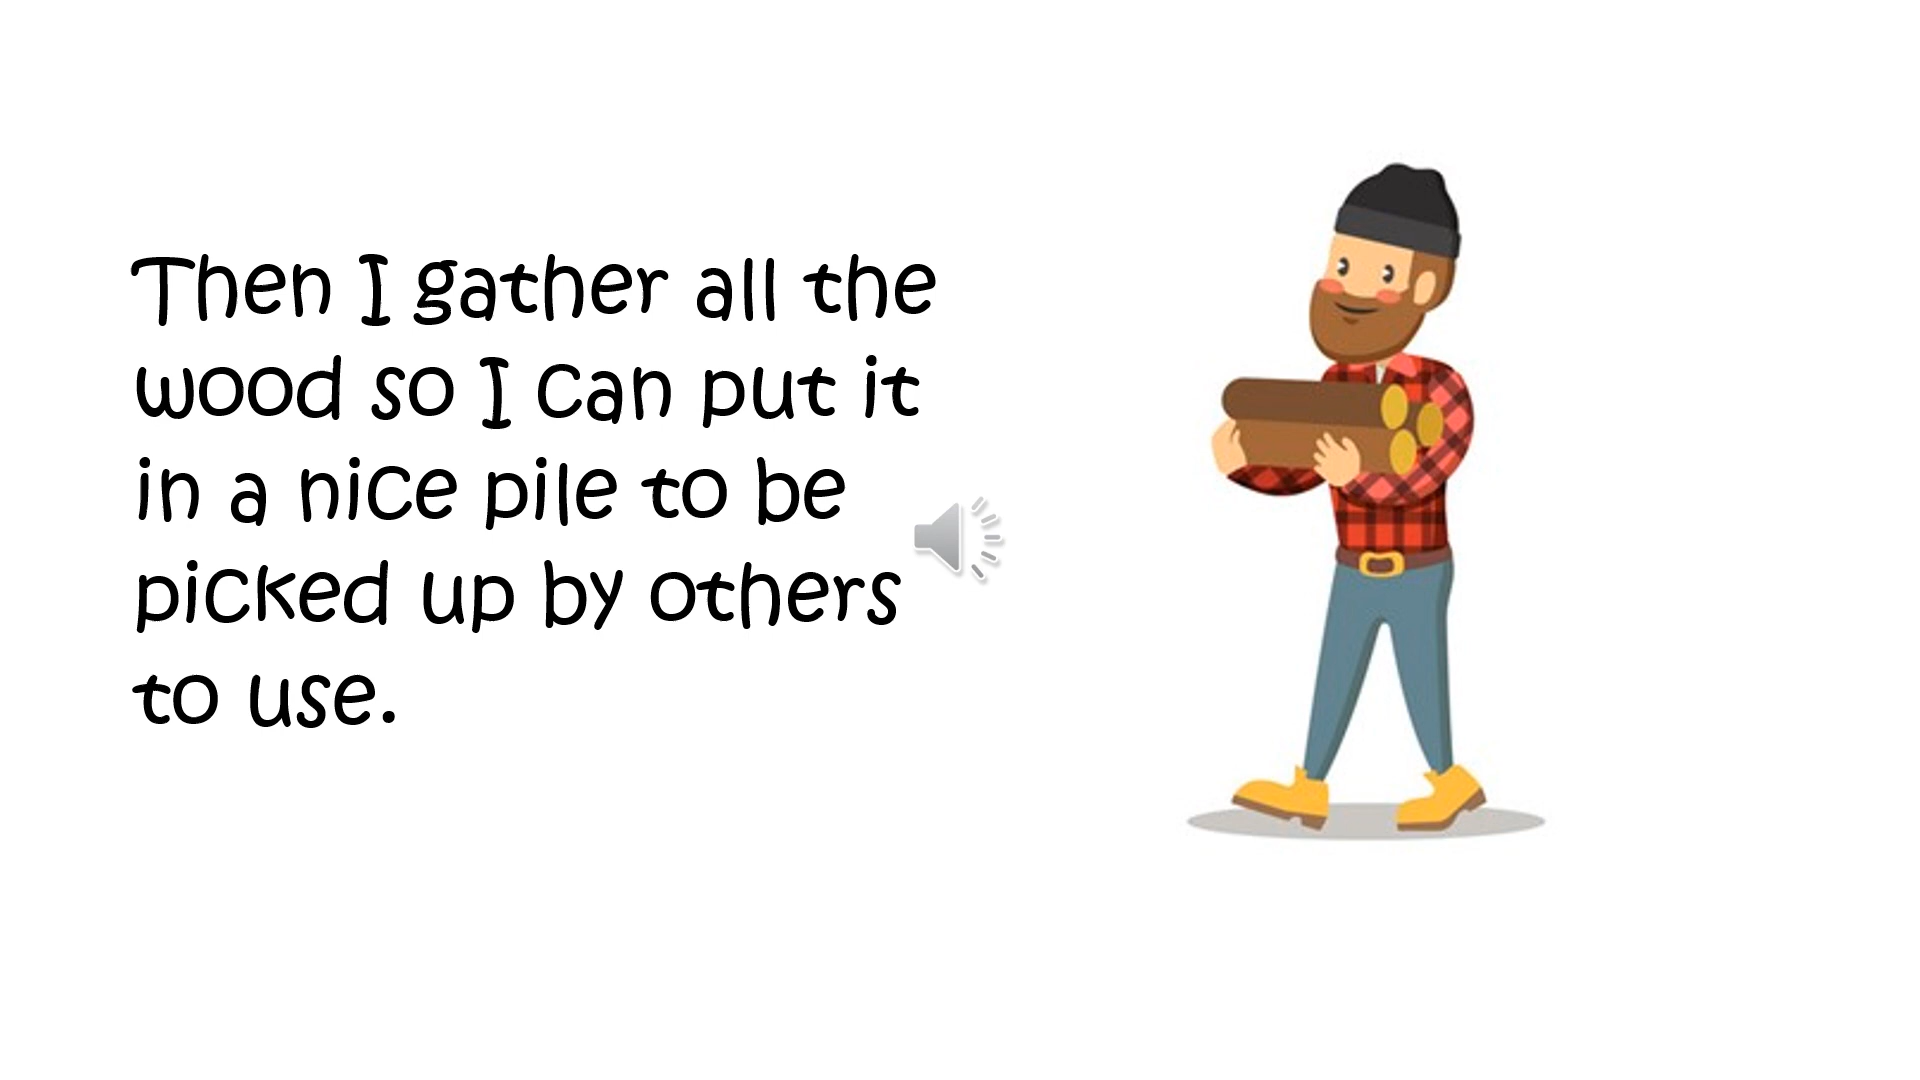 Then I gather all the
wood so I can put it
in a nice pile to be
picked up by others
to use.